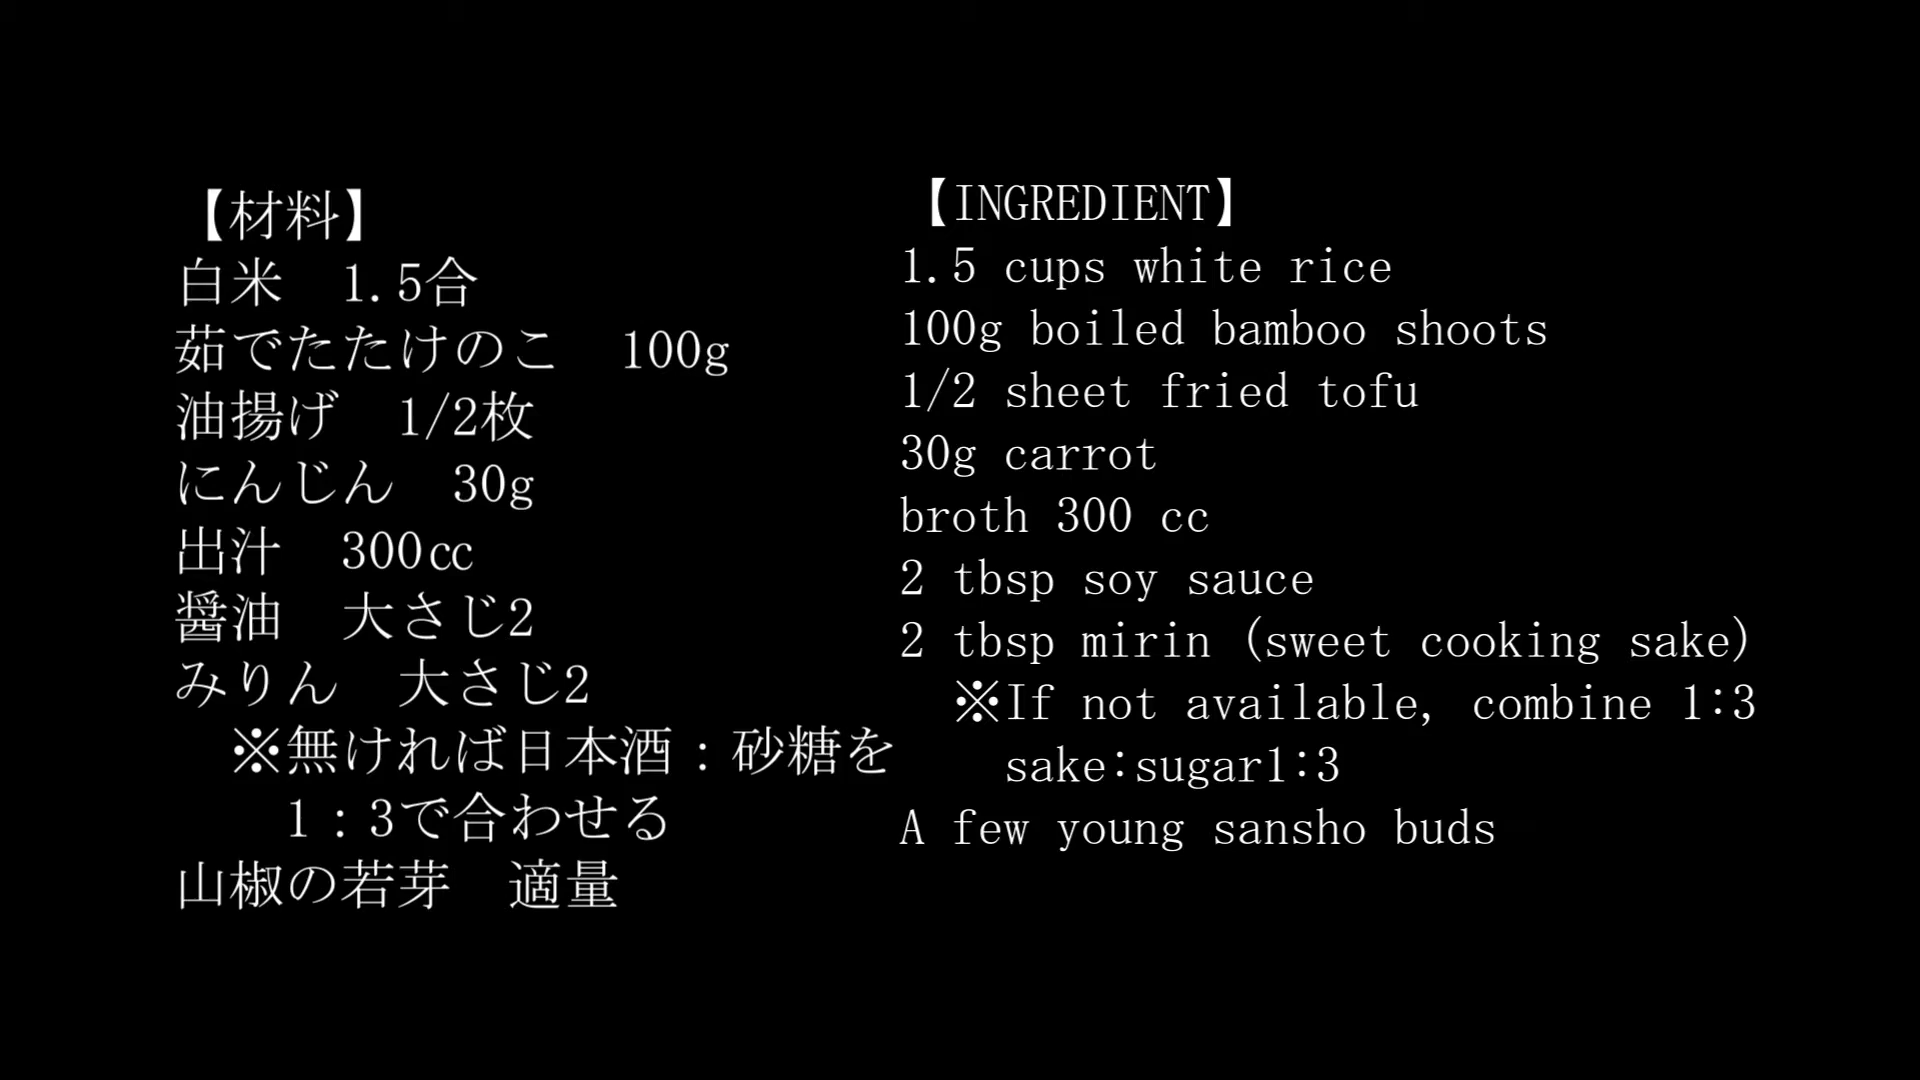 【材料】
白米　1.5合
茹でたたけのこ　100g
油揚げ　1/2枚
にんじん　30g
出汁　300㏄
醤油　大さじ2
みりん　大さじ2
※無ければ日本酒：砂糖を
1：3で合わせる
山椒の若芽　適量
【INGREDIENT】
1.5 cups white rice
100g boiled bamboo shoots
1/2 sheet fried tofu
30g carrot
broth 300 cc
2 tbsp soy sauce
2 tbsp mirin (sweet cooking sake)
※If not available, combine 1:3
sake:sugar1:3
A few young sansho buds